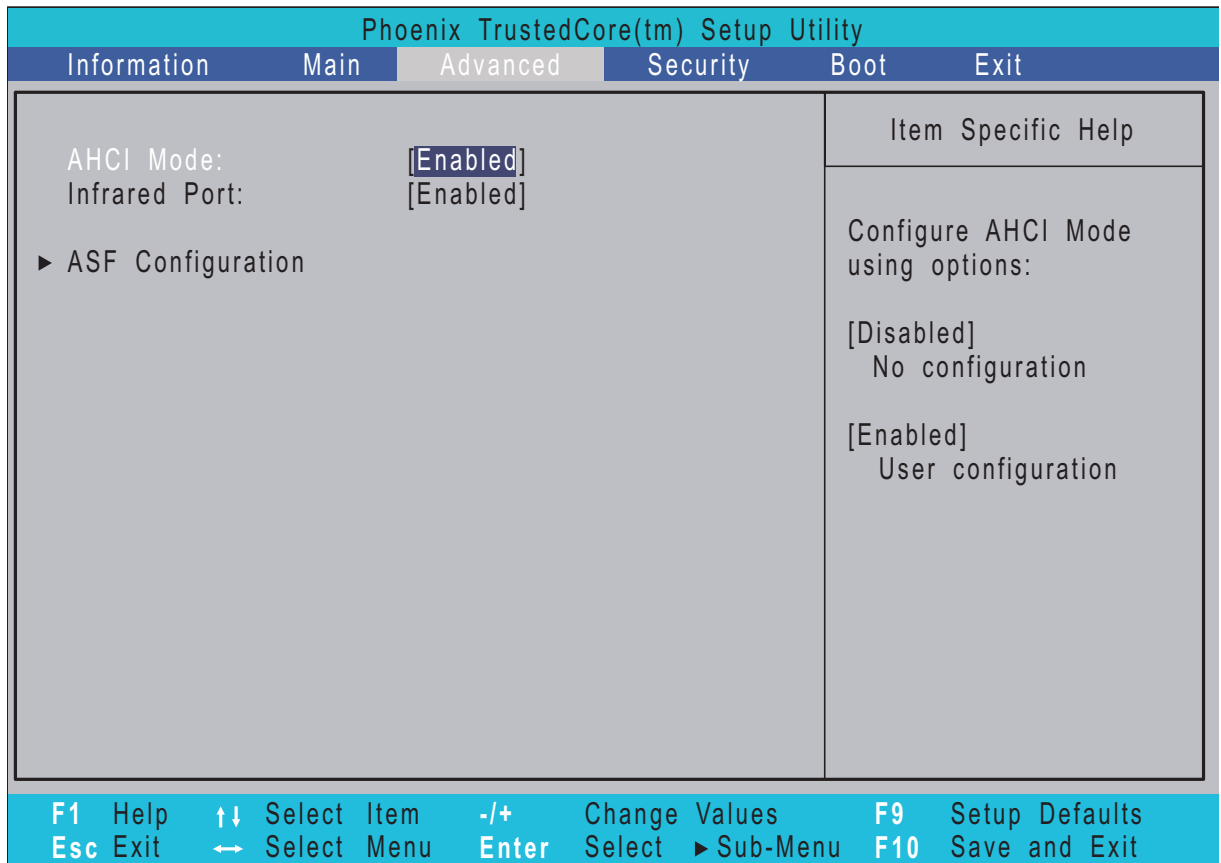 Phoenix TrustedCore(tm) Setup Utility
Information Main Advanced Security Boot Exit
AHCI Mode: [Enabled]
Infrared Port: [Enabled]
► ASF Configuration
Item Specific Help
Configure AHCI Mode
using options:
[Disabled]
No configuration
[Enabled]
User configuration
F1 Help ↑↓ Select Item -/+ Change Values F9 Setup Defaults
Esc Exit ↔ Select Menu Enter Select ► Sub-Menu F10 Save and Exit